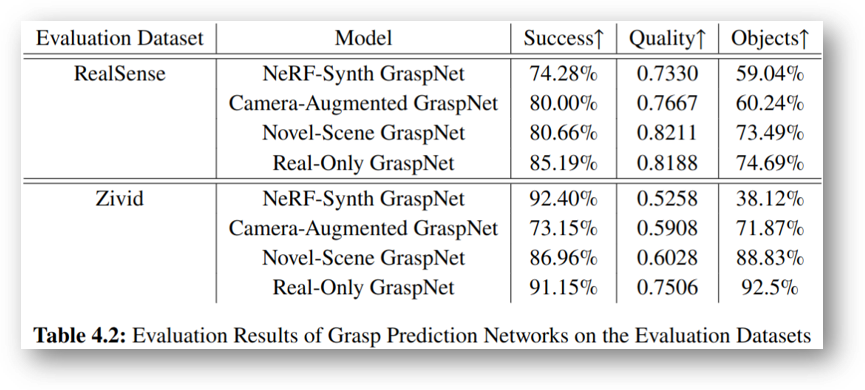 Evaluation Dataset Model Success↑ Quality↑ Objects↑
RealSense NeRF-Synth GraspNet 74.28% 0.7330 59.04%
Camera-Augmented GraspNet 80.00% 0.7667 60.24%
Novel-Scene GraspNet 80.66% 0.8211 73.49%
Real-Only GraspNet 85.19% 0.8188 74.69%
Zivid NeRF-Synth GraspNet 92.40% 0.5258 38.12%
Camera-Augmented GraspNet 73.15% 0.5908 71.87%
Novel-Scene GraspNet 86.96% 0.6028 88.83%
Real-Only GraspNet 91.15% 0.7506 92.5%
Table 4.2: Evaluation Results of Grasp Prediction Networks on the Evaluation Datasets